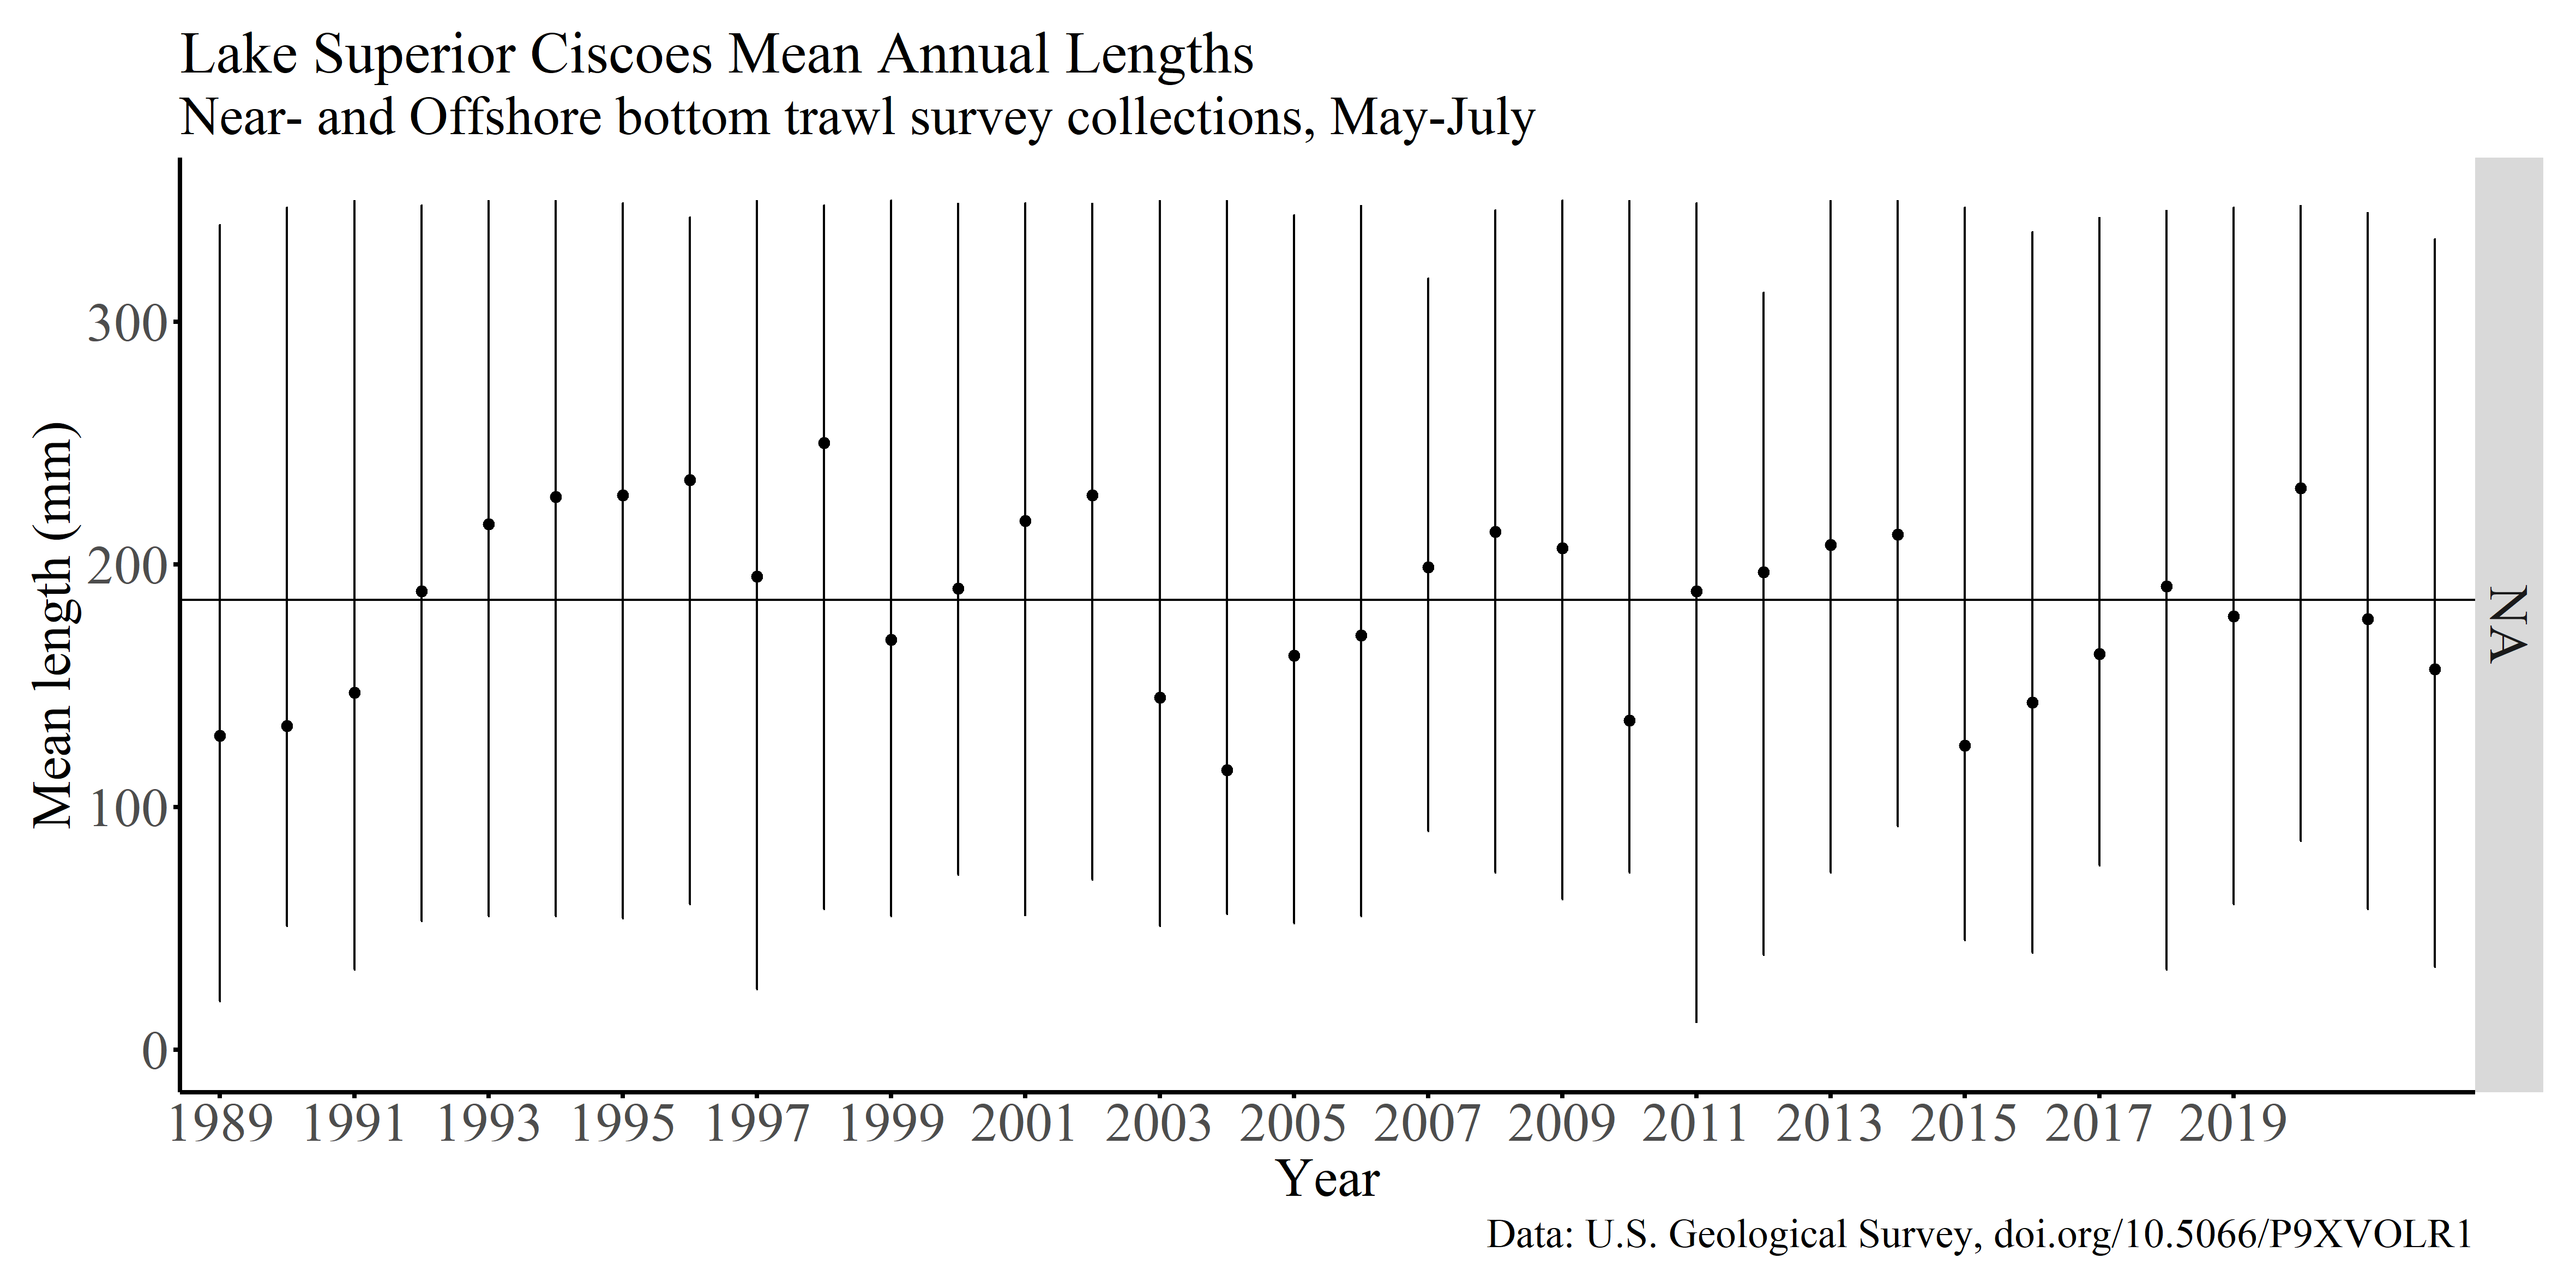 Lake Superior Ciscoes Mean Annual Lengths
Near- and Offshore bottom trawl survey collections, May-July
Mean length (mm)
300
200
100
0
NA
1989 1991 1993 1995 1997 1999 2001 2003 2005 2007 2009 2011 2013 2015 2017 2019
Year
Data: U.S. Geological Survey, doi.org/10.5066/P9XVOLR1